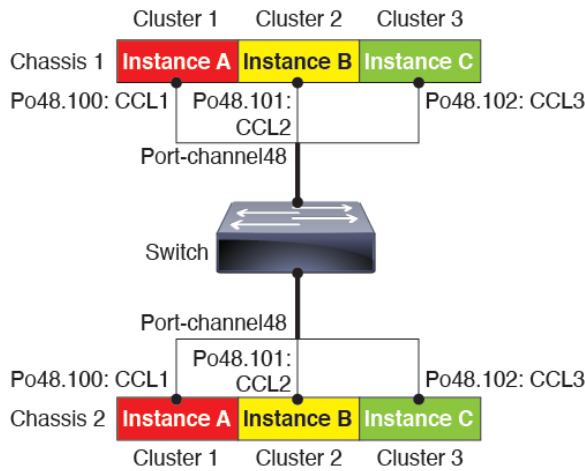 Cluster 1 Cluster 2 Cluster 3
Chassis 1 Instance A Instance B Instance C
Po48.100: CCL1 Po48.101: Po48.102: CCL3
CCL2
Port-channel48
Switch
Port-channel48
Po48.100: CCL1 Po48.101: Po48.102: CCL3
CCL2
Chassis 2 Instance A Instance B Instance C
Cluster 1 Cluster 2 Cluster 3